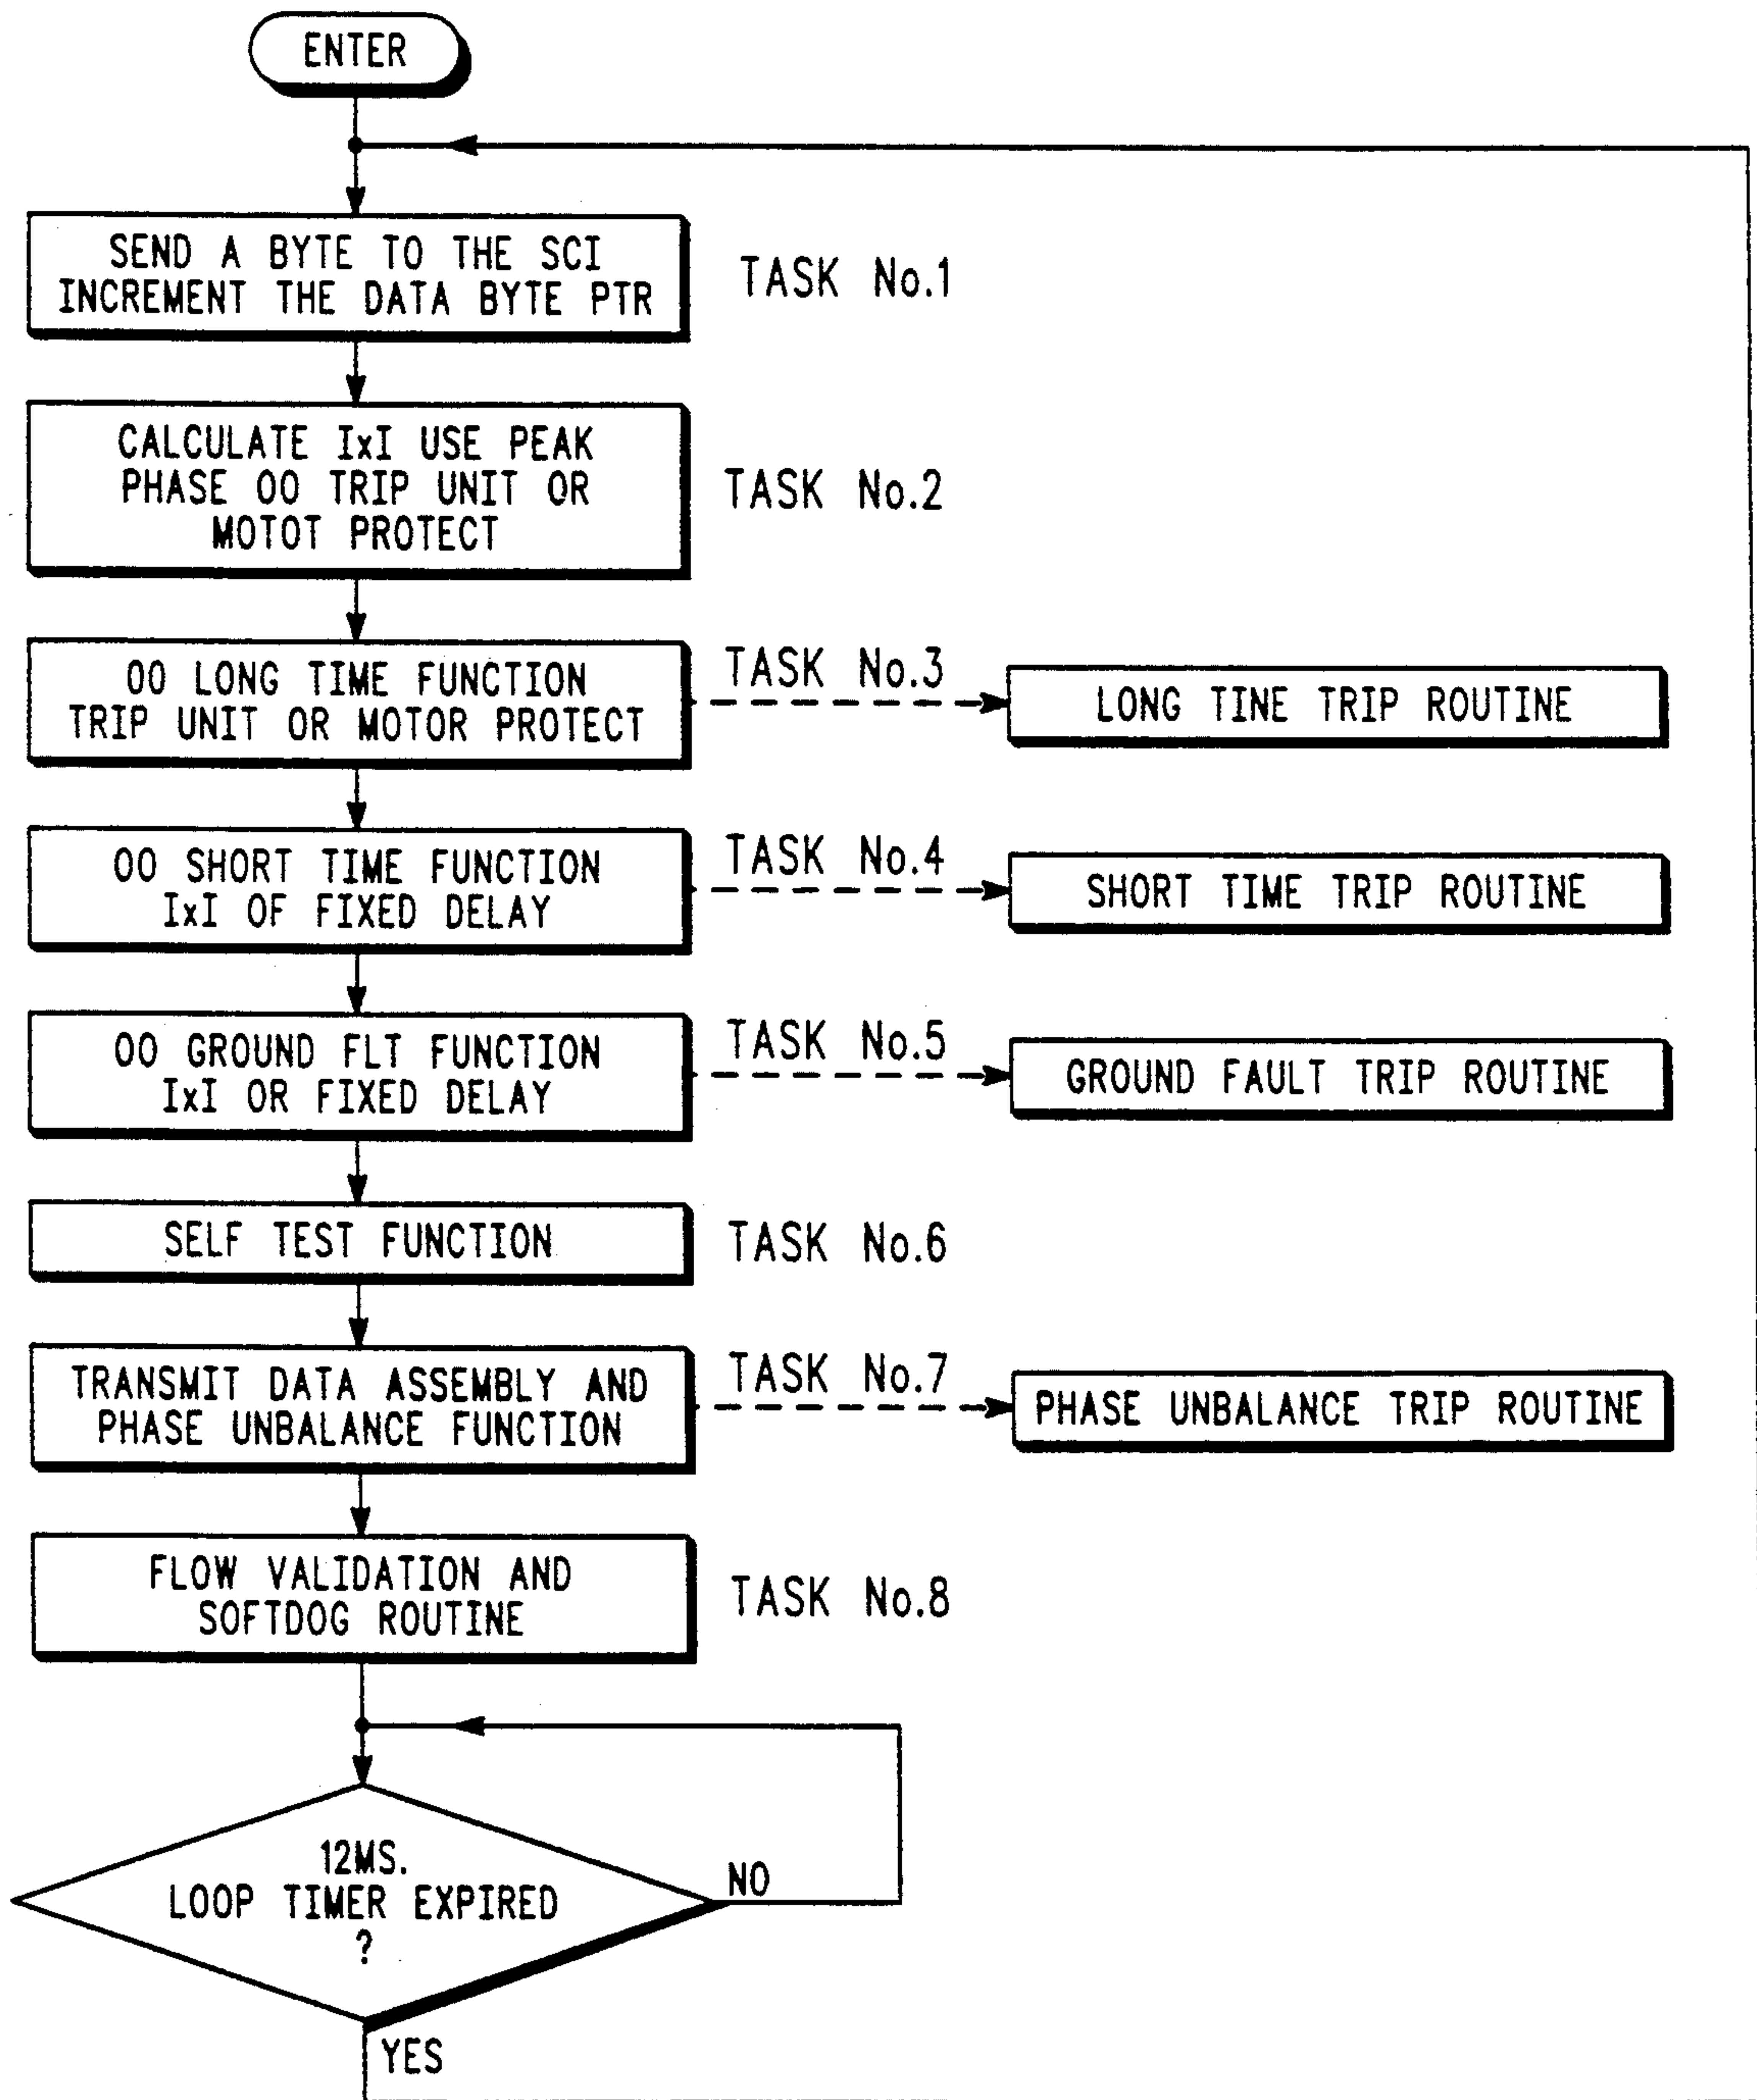 ENTER
SEND A BYTE TO THE SCI
INCREMENT THE DATA BYTE PTR
TASK No.1
CALCULATE IxI USE PEAK
PHASE OO TRIP UNIT OR
MOTOT PROTECT
TASK No.2
OO LONG TIME FUNCTION
TRIP UNIT OR MOTOR PROTECT
TASK No.3
LONG TINE TRIP ROUTINE
OO SHORT TIME FUNCTION
IxI OF FIXED DELAY
TASK No.4
SHORT TIME TRIP ROUTINE
OO GROUND FLT FUNCTION
IxI OR FIXED DELAY
TASK No.5
GROUND FAULT TRIP ROUTINE
SELF TEST FUNCTION
TASK No.6
TRANSMIT DATA ASSEMBLY AND
PHASE UNBALANCE FUNCTION
TASK No.7
PHASE UNBALANCE TRIP ROUTINE
FLOW VALIDATION AND
SOFTDOG ROUTINE
TASK No.8
12MS.
LOOP TIMER EXPIRED
?
NO
YES